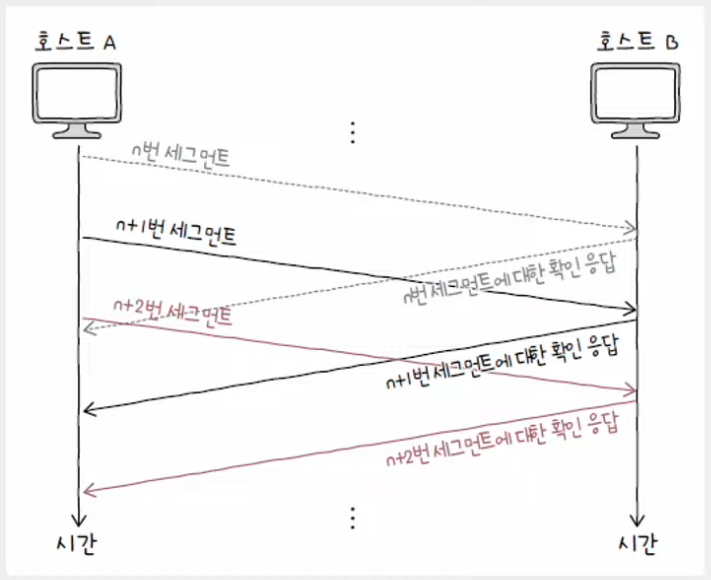 호스트 A
호스트 B
n번 세그먼트
n+1번 세그먼트
n번 세그먼트에 대한 확인 응답
n+2번 세그먼트
n+1번 세그먼트에 대한 확인 응답
n+2번 세그먼트에 대한 확인 응답
시간
시간